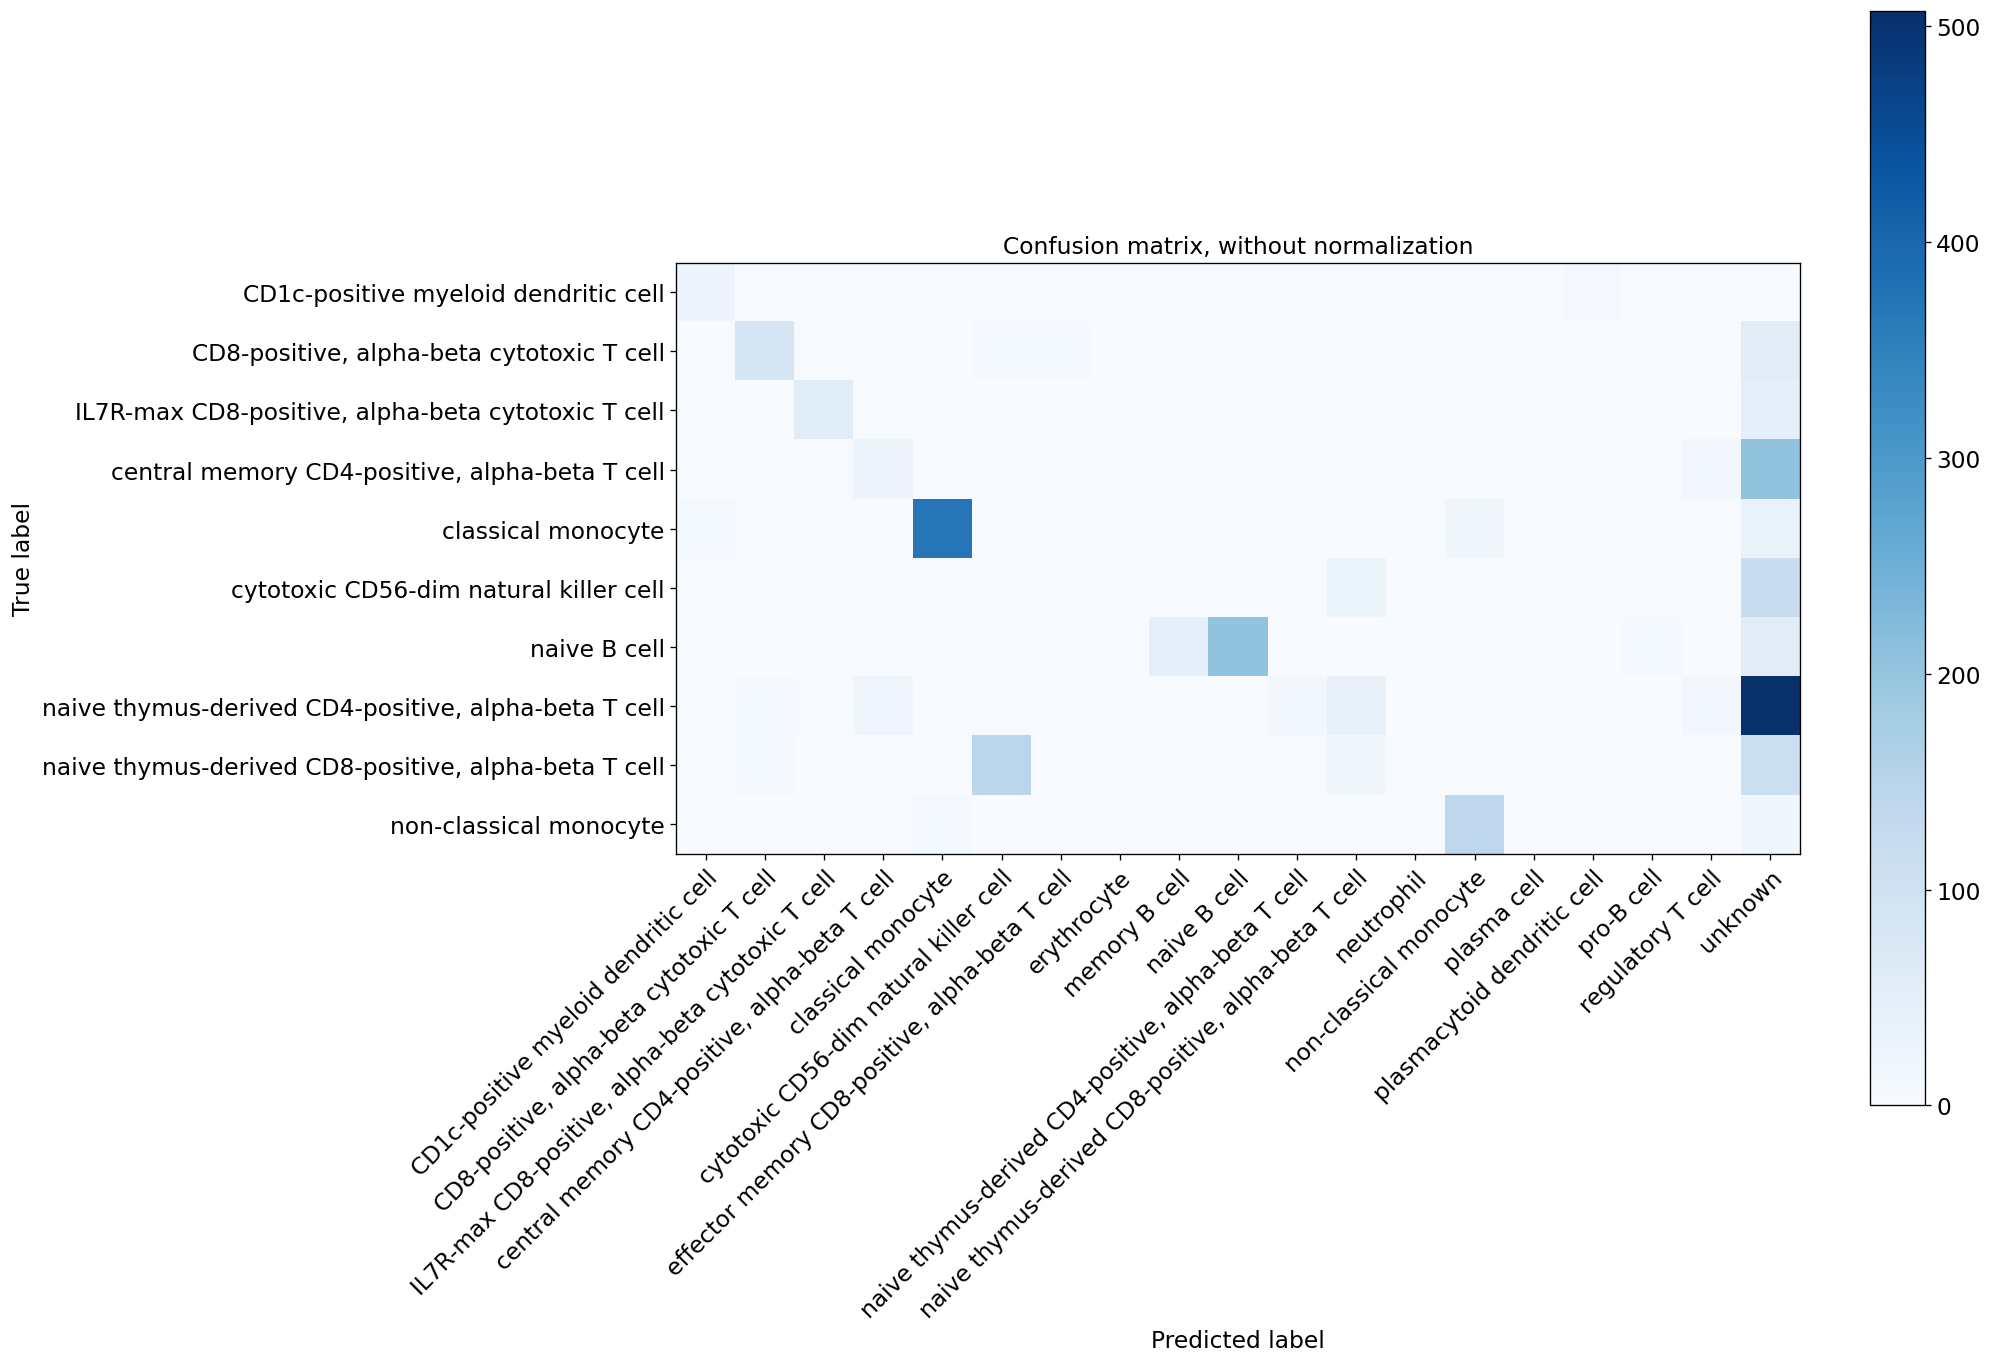 Confusion matrix, without normalization
True label
CD1c-positive myeloid dendritic cell
CD8-positive, alpha-beta cytotoxic T cell
IL7R-max CD8-positive, alpha-beta cytotoxic T cell
central memory CD4-positive, alpha-beta T cell
classical monocyte
cytotoxic CD56-dim natural killer cell
naive B cell
naive thymus-derived CD4-positive, alpha-beta T cell
naive thymus-derived CD8-positive, alpha-beta T cell
non-classical monocyte
CD1c-positive myeloid dendritic cell
CD8-positive, alpha-beta cytotoxic T cell
IL7R-max CD8-positive, alpha-beta cytotoxic T cell
central memory CD4-positive, alpha-beta T cell
classical monocyte
cytotoxic CD56-dim natural killer cell
effector memory CD8-positive, alpha-beta T cell
erythrocyte
memory B cell
naive B cell
naive thymus-derived CD4-positive, alpha-beta T cell
naive thymus-derived CD8-positive, alpha-beta T cell
neutrophil
non-classical monocyte
plasma cell
plasmacytoid dendritic cell
pro-B cell
regulatory T cell
unknown
Predicted label
500
400
300
200
100
0